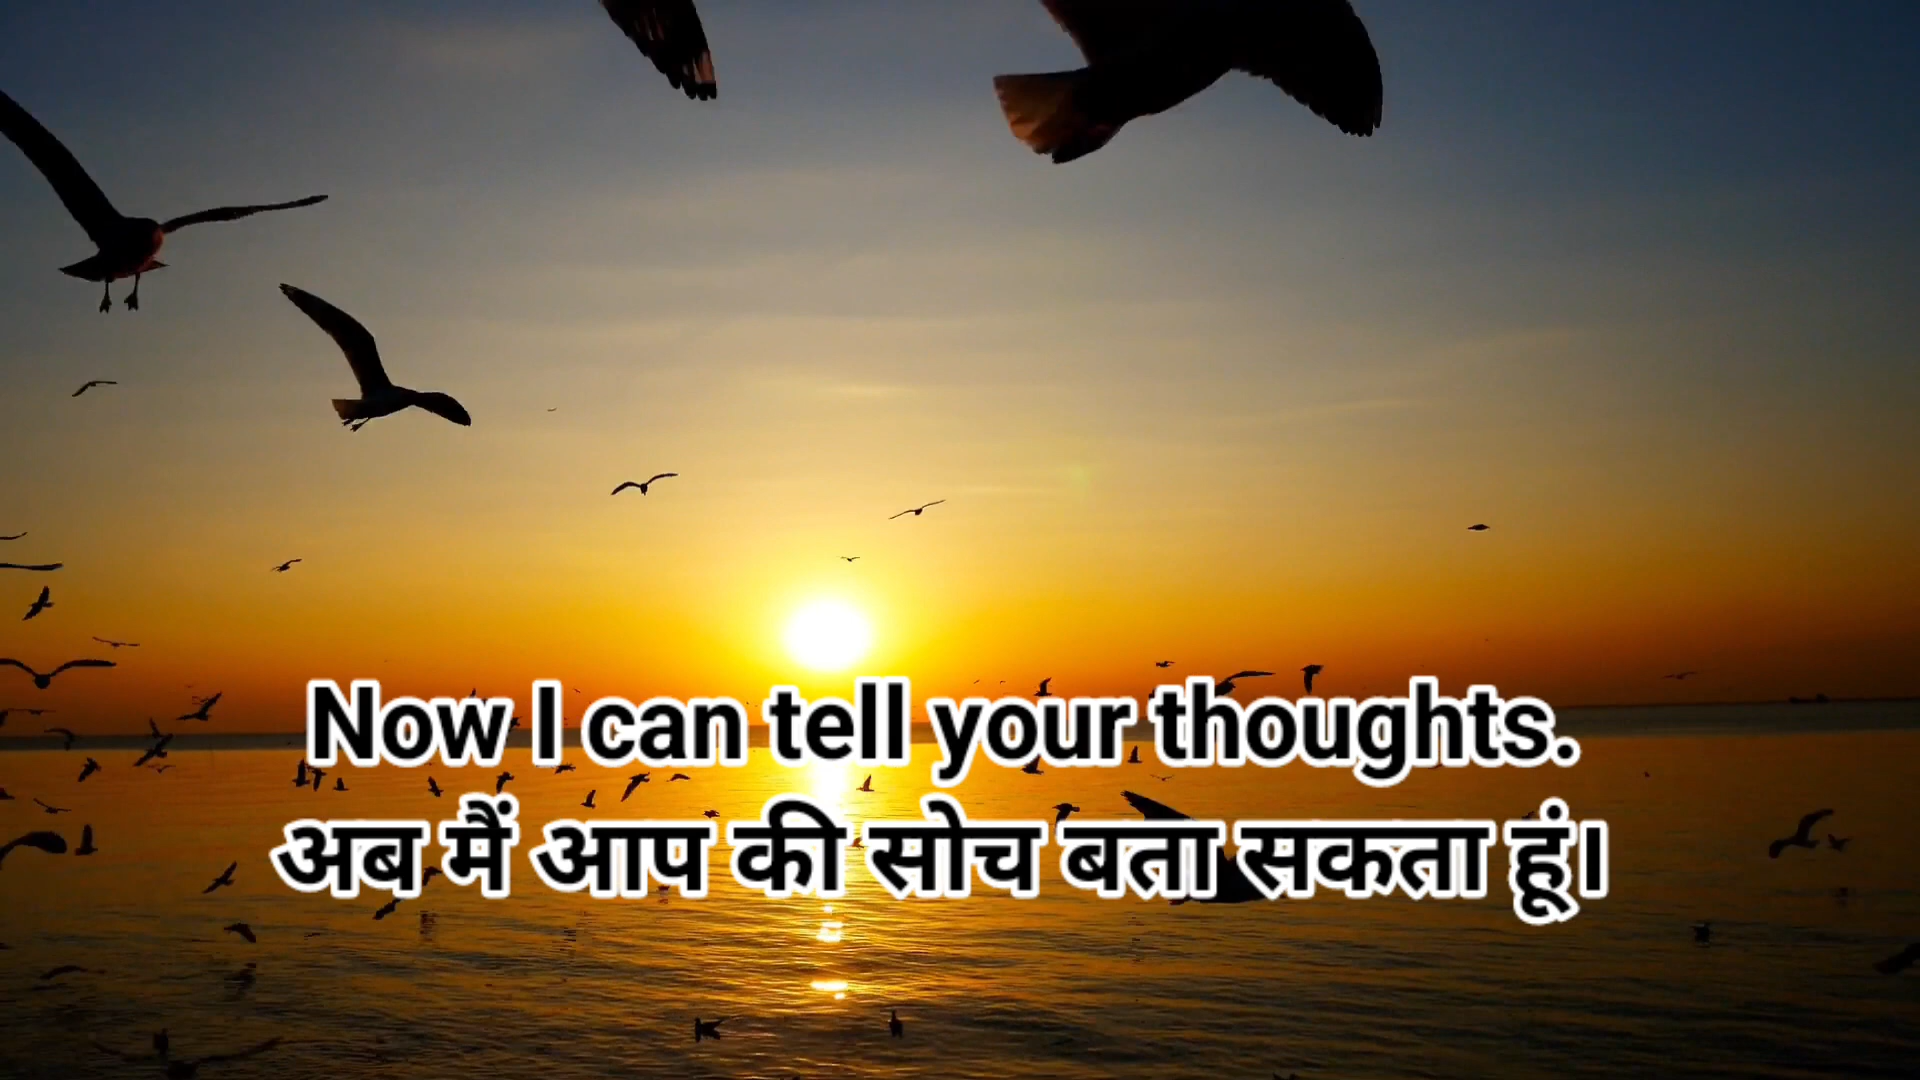 Now I can tell your thoughts.
अब मैं आप की सोच बता सकता हूं।